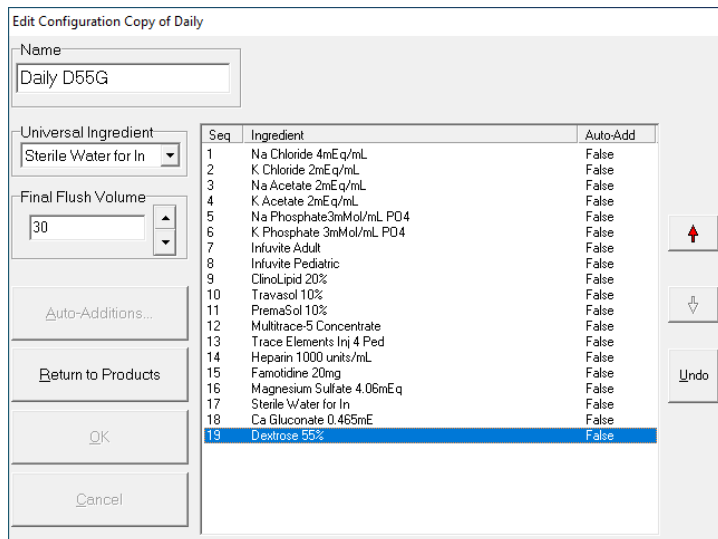 Edit Configuration Copy of Daily
Name
Daily D55G
Universal Ingredient
Sterile Water for In
Final Flush Volume
30
Auto-Additions...
Return to Products
OK
Cancel
Seq Ingredient Auto-Add
1 Na Chloride 4mEq/mL False
2 K Chloride 2mEq/mL False
3 Na Acetate 2mEq/mL False
4 K Acetate 2mEq/mL False
5 Na Phosphate3mMol/mL PO4 False
6 K Phosphate 3mMol/mL PO4 False
7 Infuvite Adult False
8 Infuvite Pediatric False
9 ClinoLipid 20% False
10 Travasol 10% False
11 PremaSol 10% False
12 Multitrace-5 Concentrate False
13 Trace Elements Inj 4 Ped False
14 Heparin 1000 units/mL False
15 Famotidine 20mg False
16 Magnesium Sulfate 4.06mEq False
17 Sterile Water for In False
18 Ca Gluconate 0.465mE False
19 Dextrose 55% False
Undo